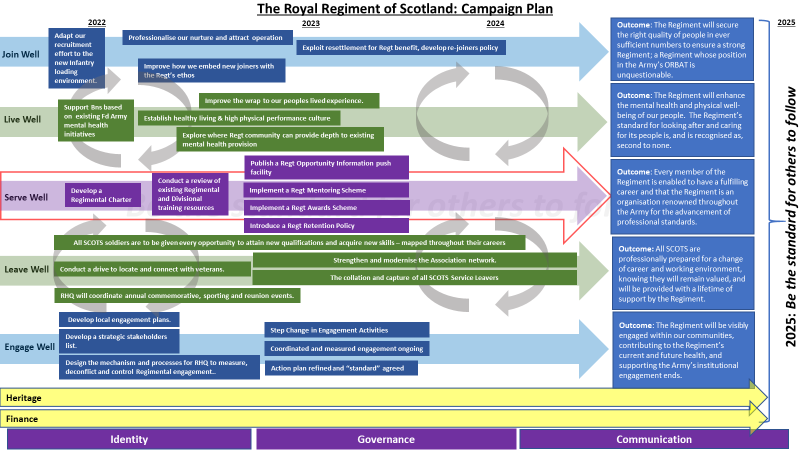 The Royal Regiment of Scotland: Campaign Plan
2022
2023
2024
2025
Join Well
Adapt our
recruitment
effort to the
new Infantry
loading
environment.
Professionalise our nurture and attract operation
Improve how we embed new joiners with
the Regt's ethos
Exploit resettlement for Regt benefit, develop re-joiners policy
Outcome: The Regiment will secure
the right quality of people in ever
sufficient numbers to ensure a strong
Regiment; a Regiment whose position
in the Army's ORBAT is
unquestionable.
Live Well
Support Bns based
on existing Fd Army
mental health
initiatives
Improve the wrap to our peoples lived experience.
Establish healthy living & high physical performance culture
Explore where Regt community can provide depth to existing
mental health provision
Outcome: The Regiment will enhance
the mental health and physical well-
being of our people. The Regiment's
standard for looking after and caring
for its people is, and is recognised as,
second to none.
Serve Well
Develop a
Regimental Charter
Conduct a review of
existing Regimental
and Divisional
training resources
Publish a Regt Opportunity Information push
facility
Implement a Regt Mentoring Scheme
Implement a Regt Awards Scheme
Introduce a Regt Retention Policy
Outcome: Every member of the
Regiment is enabled to have a fulfilling
career and that the Regiment is an
organisation renowned throughout
the Army for the advancement of
professional standards.
Leave Well
All SCOTS soldiers are to be given every opportunity to attain new qualifications and acquire new skills – mapped throughout their careers
Conduct a drive to locate and connect with veterans.
Strengthen and modernise the Association network.
The collation and capture of all SCOTS Service Leavers
RHQ will coordinate annual commemorative, sporting and reunion events.
Outcome: All SCOTS are
professionally prepared for a change
of career and working environment,
knowing they will remain valued, and
will be provided with a lifetime of
support by the Regiment.
Engage Well
Develop local engagement plans.
Develop a strategic stakeholders
list.
Design the mechanism and processes for RHQ to measure,
deconflict and control Regimental engagement..
Step Change in Engagement Activities
Coordinated and measured engagement ongoing
Action plan refined and "standard" agreed
Outcome: The Regiment will be visibly
engaged within our communities,
contributing to the Regiment's
current and future health, and
supporting the Army's institutional
engagement ends.
2025: Be the standard for others to follow
Heritage
Finance
Identity
Governance
Communication